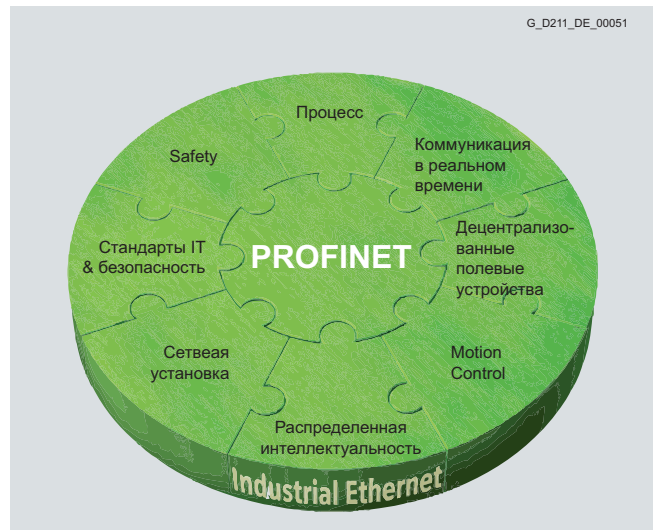 G_D211_DE_00051
Процесс
Коммуникация
в реальном
времени
Safety
Децентрализо-
ванные
полевые
устройства
Стандарты IT
& безопасность
PROFINET
Motion
Control
Сетвеая
установка
Распределенная
интеллектуальность
Industrial Ethernet